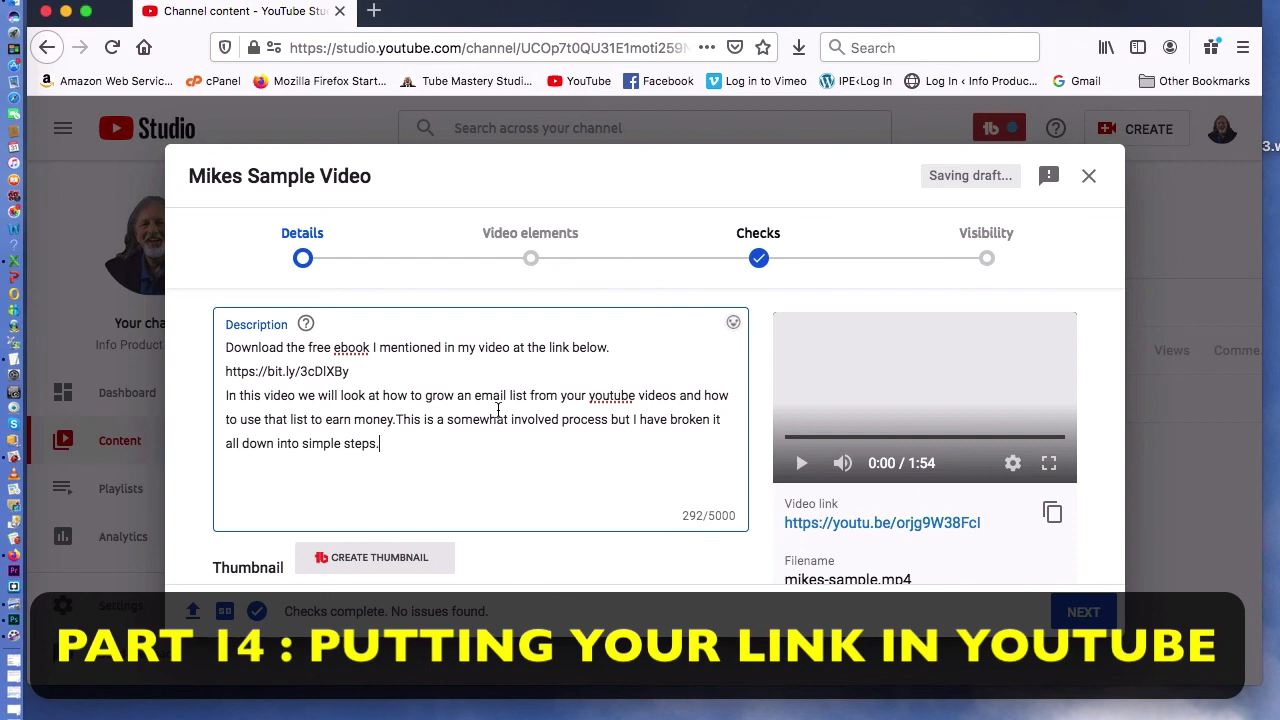 Channel content - YouTube Stu
https://studio.youtube.com/channel/UCOp7t0QU31E1moti259N
Search
Amazon Web Servic...
cPanel
Mozilla Firefox Start...
Tube Mastery Studi...
YouTube
Facebook
Log in to Vimeo
IPE‹Log In
Log In ‹ Info Produc...
Gmail
Other Bookmarks
Studio
Search across your channel
CREATE
Mikes Sample Video
Saving draft...
Details
Video elements
Checks
Visibility
Description
Download the free ebook I mentioned in my video at the link below.
https://bit.ly/3cDlXBy
In this video we will look at how to grow an email list from your youtube videos and how
to use that list to earn money.This is a somewhat involved process but I have broken it
all down into simple steps.
292/5000
0:00 / 1:54
Video link
https://youtu.be/orjg9W38FcI
Filename
mikes-sample.mp4
Thumbnail
CREATE THUMBNAIL
Your cha
Info Product
Dashboard
Content
Playlists
Analytics
Settings
Views
Comme
3.w
Checks complete. No issues found.
NEXT
PART 14 : PUTTING YOUR LINK IN YOUTUBE